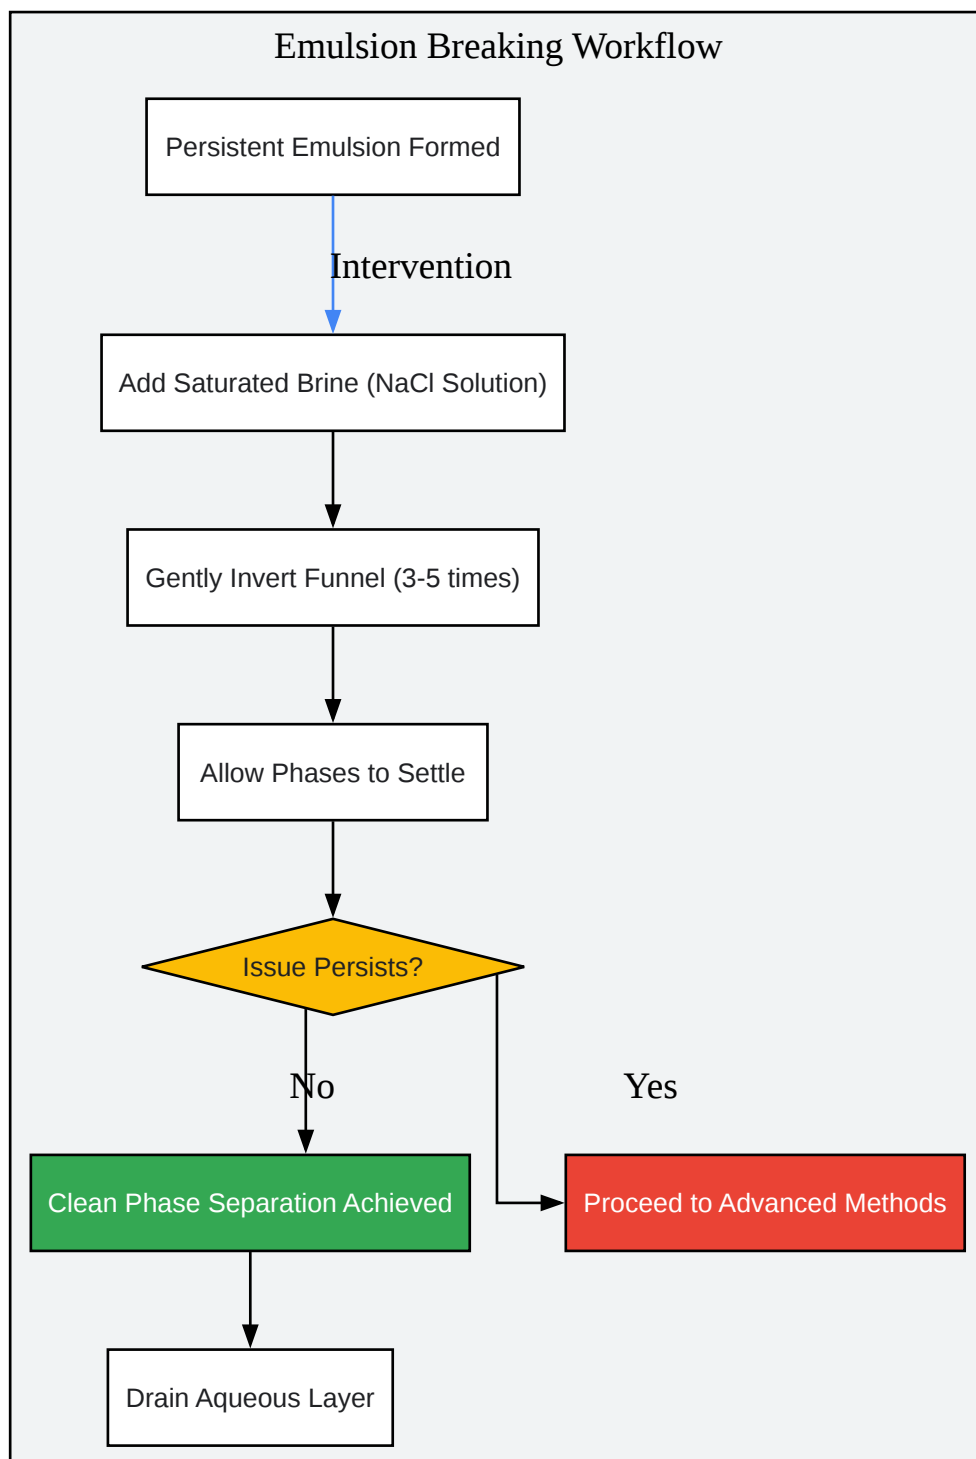 Emulsion Breaking Workflow
Persistent Emulsion Formed
Intervention
Add Saturated Brine (NaCl Solution)
Gently Invert Funnel (3-5 times)
Allow Phases to Settle
Issue Persists?
No
Yes
Clean Phase Separation Achieved
Proceed to Advanced Methods
Drain Aqueous Layer